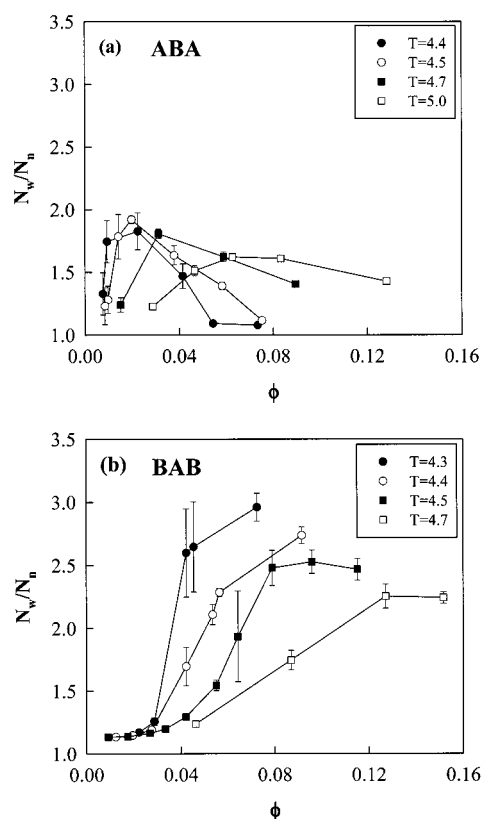 (a) ABA
T=4.4
T=4.5
T=4.7
T=5.0
3.5
3.0
2.5
2.0
1.5
1.0
N_w/N_n
0.00 0.04 0.08 0.12 0.16
ϕ
(b) BAB
T=4.3
T=4.4
T=4.5
T=4.7
3.5
3.0
2.5
2.0
1.5
1.0
N_w/N_n
0.00 0.04 0.08 0.12 0.16
ϕ